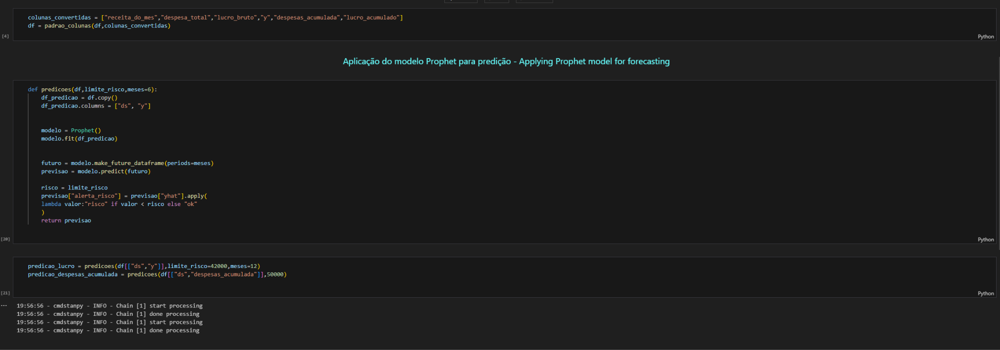 colunas_convertidas = ["receita_do_mes","despesa_total","lucro_bruto","y","despesas_acumulada","lucro_acumulado"]
df = padrao_colunas(df,colunas_convertidas)
[4]
Python
Aplicação do modelo Prophet para predição - Applying Prophet model for forecasting
def predicoes(df,limite_risco,meses=6):
df_predicao = df.copy()
df_predicao.columns = ["ds", "y"]
modelo = Prophet()
modelo.fit(df_predicao)
futuro = modelo.make_future_dataframe(periods=meses)
previsao = modelo.predict(futuro)
risco = limite_risco
previsao["alerta_risco"] = previsao["yhat"].apply(
lambda valor:"risco" if valor < risco else "ok"
)
return previsao
[20]
Python
predicao_lucro = predicoes(df[["ds","y"]],limite_risco=42000,meses=12)
predicao_despesas_acumulada = predicoes(df[["ds","despesas_acumulada"]],50000)
[21]
Python
...
19:56:56 - cmdstanpy - INFO - Chain [1] start processing
19:56:56 - cmdstanpy - INFO - Chain [1] done processing
19:56:56 - cmdstanpy - INFO - Chain [1] start processing
19:56:56 - cmdstanpy - INFO - Chain [1] done processing